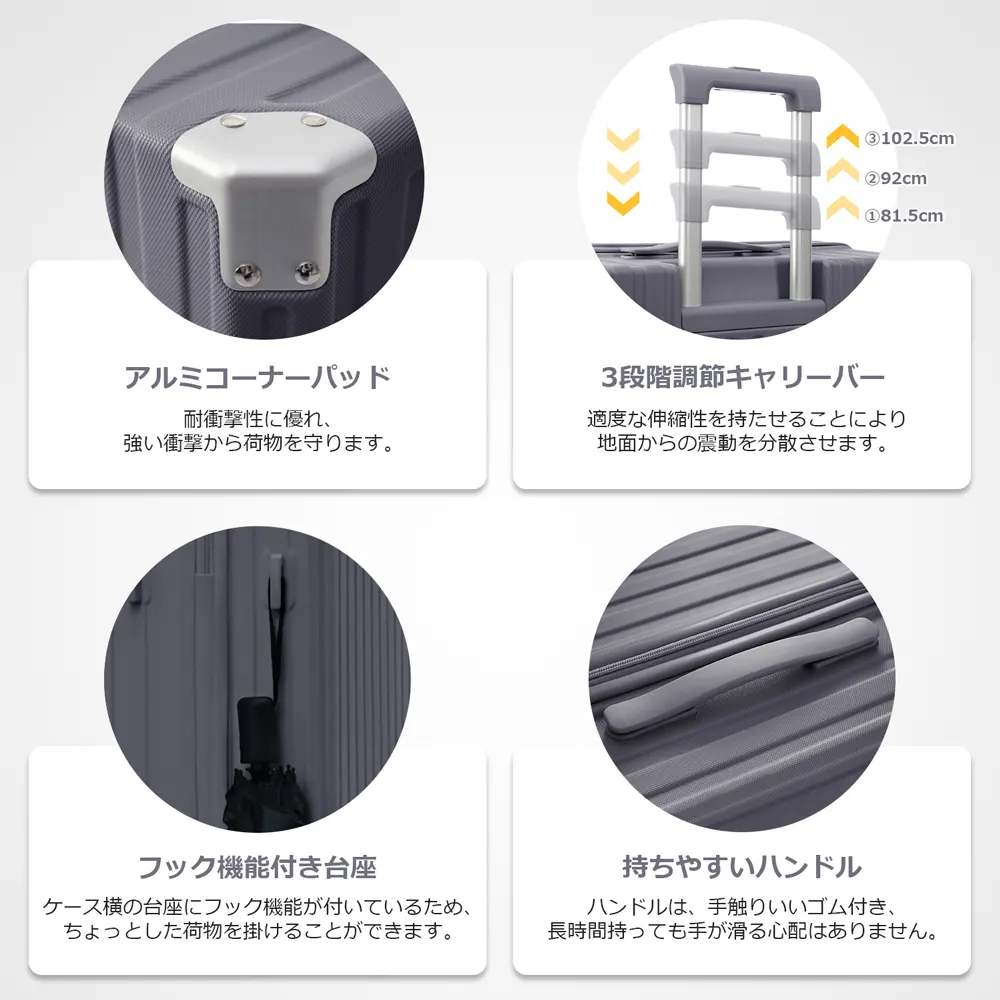 ③102.5cm
②92cm
①81.5cm
アルミコーナーパッド
耐衝撃性に優れ、
強い衝撃から荷物を守ります。
3段階調節キャリーバー
適度な伸縮性を持たせることにより
地面からの震動を分散させます。
フック機能付き台座
ケース横の台座にフック機能が付いているため、
ちょっとした荷物を掛けることができます。
持ちやすいハンドル
ハンドルは、手触りいいゴム付き、
長時間持っても手が滑る心配はありません。